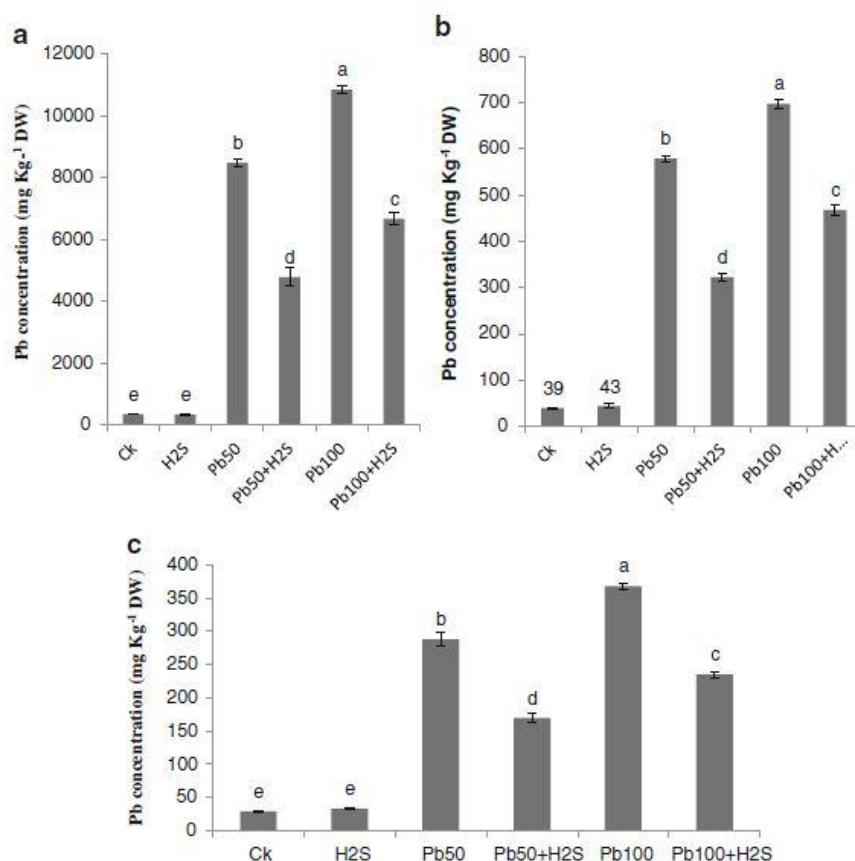 a
Pb concentration (mg Kg-¹ DW)
12000
10000
8000
6000
4000
2000
0
e
e
b
d
a
c
Ck
H2S
Pb50
Pb50+H2S
Pb100
Pb100+H2S
b
Pb concentration (mg Kg-¹ DW)
800
700
600
500
400
300
200
100
0
39
43
b
d
a
c
Ck
H2S
Pb50
Pb50+H2S
Pb100
Pb100+H...
c
Pb concentration (mg Kg-¹ DW)
400
350
300
250
200
150
100
50
0
e
e
b
d
a
c
Ck
H2S
Pb50
Pb50+H2S
Pb100
Pb100+H2S